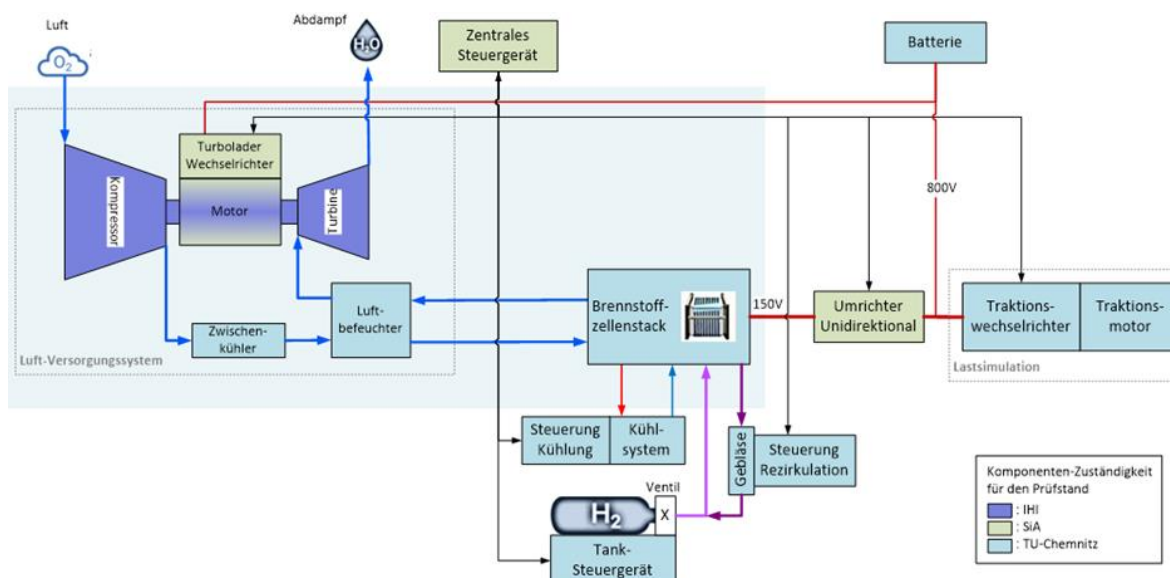 Luft
O₂
Abdampf
H₂O
Zentrales
Steuergerät
Batterie
Turbolader
Wechselrichter
Kompressor
Motor
Turbine
800V
Luft-
befeuchter
Zwischen-
kühler
Luft-Versorgungssystem
Brennstoff-
zellenstack
150V
Umrichter
Unidirektional
Traktions-
wechselrichter
Traktions-
motor
Lastsimulation
Steuerung
Kühlung
Kühl-
system
Gebläse
Steuerung
Rezirkulation
Ventil
H₂
X
Tank-
Steuergerät
Komponenten-Zuständigkeit
für den Prüfstand
: IHI
: SiA
: TU-Chemnitz